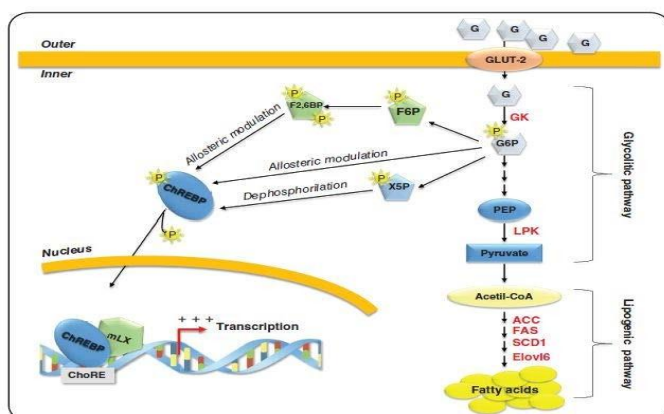 G
G
G
G
Outer
GLUT-2
Inner
G
GK
P
F2,6BP
P
P
F6P
P
G6P
Allosteric modulation
Allosteric modulation
Dephosphorilation
P
X5P
P
ChREBP
P
PEP
LPK
Pyruvate
Glycolitic pathway
Nucleus
Acetil-CoA
ACC
FAS
SCD1
Elovl6
Fatty acids
Lipogenic pathway
+ + +
Transcription
ChREBP
mLX
ChoRE